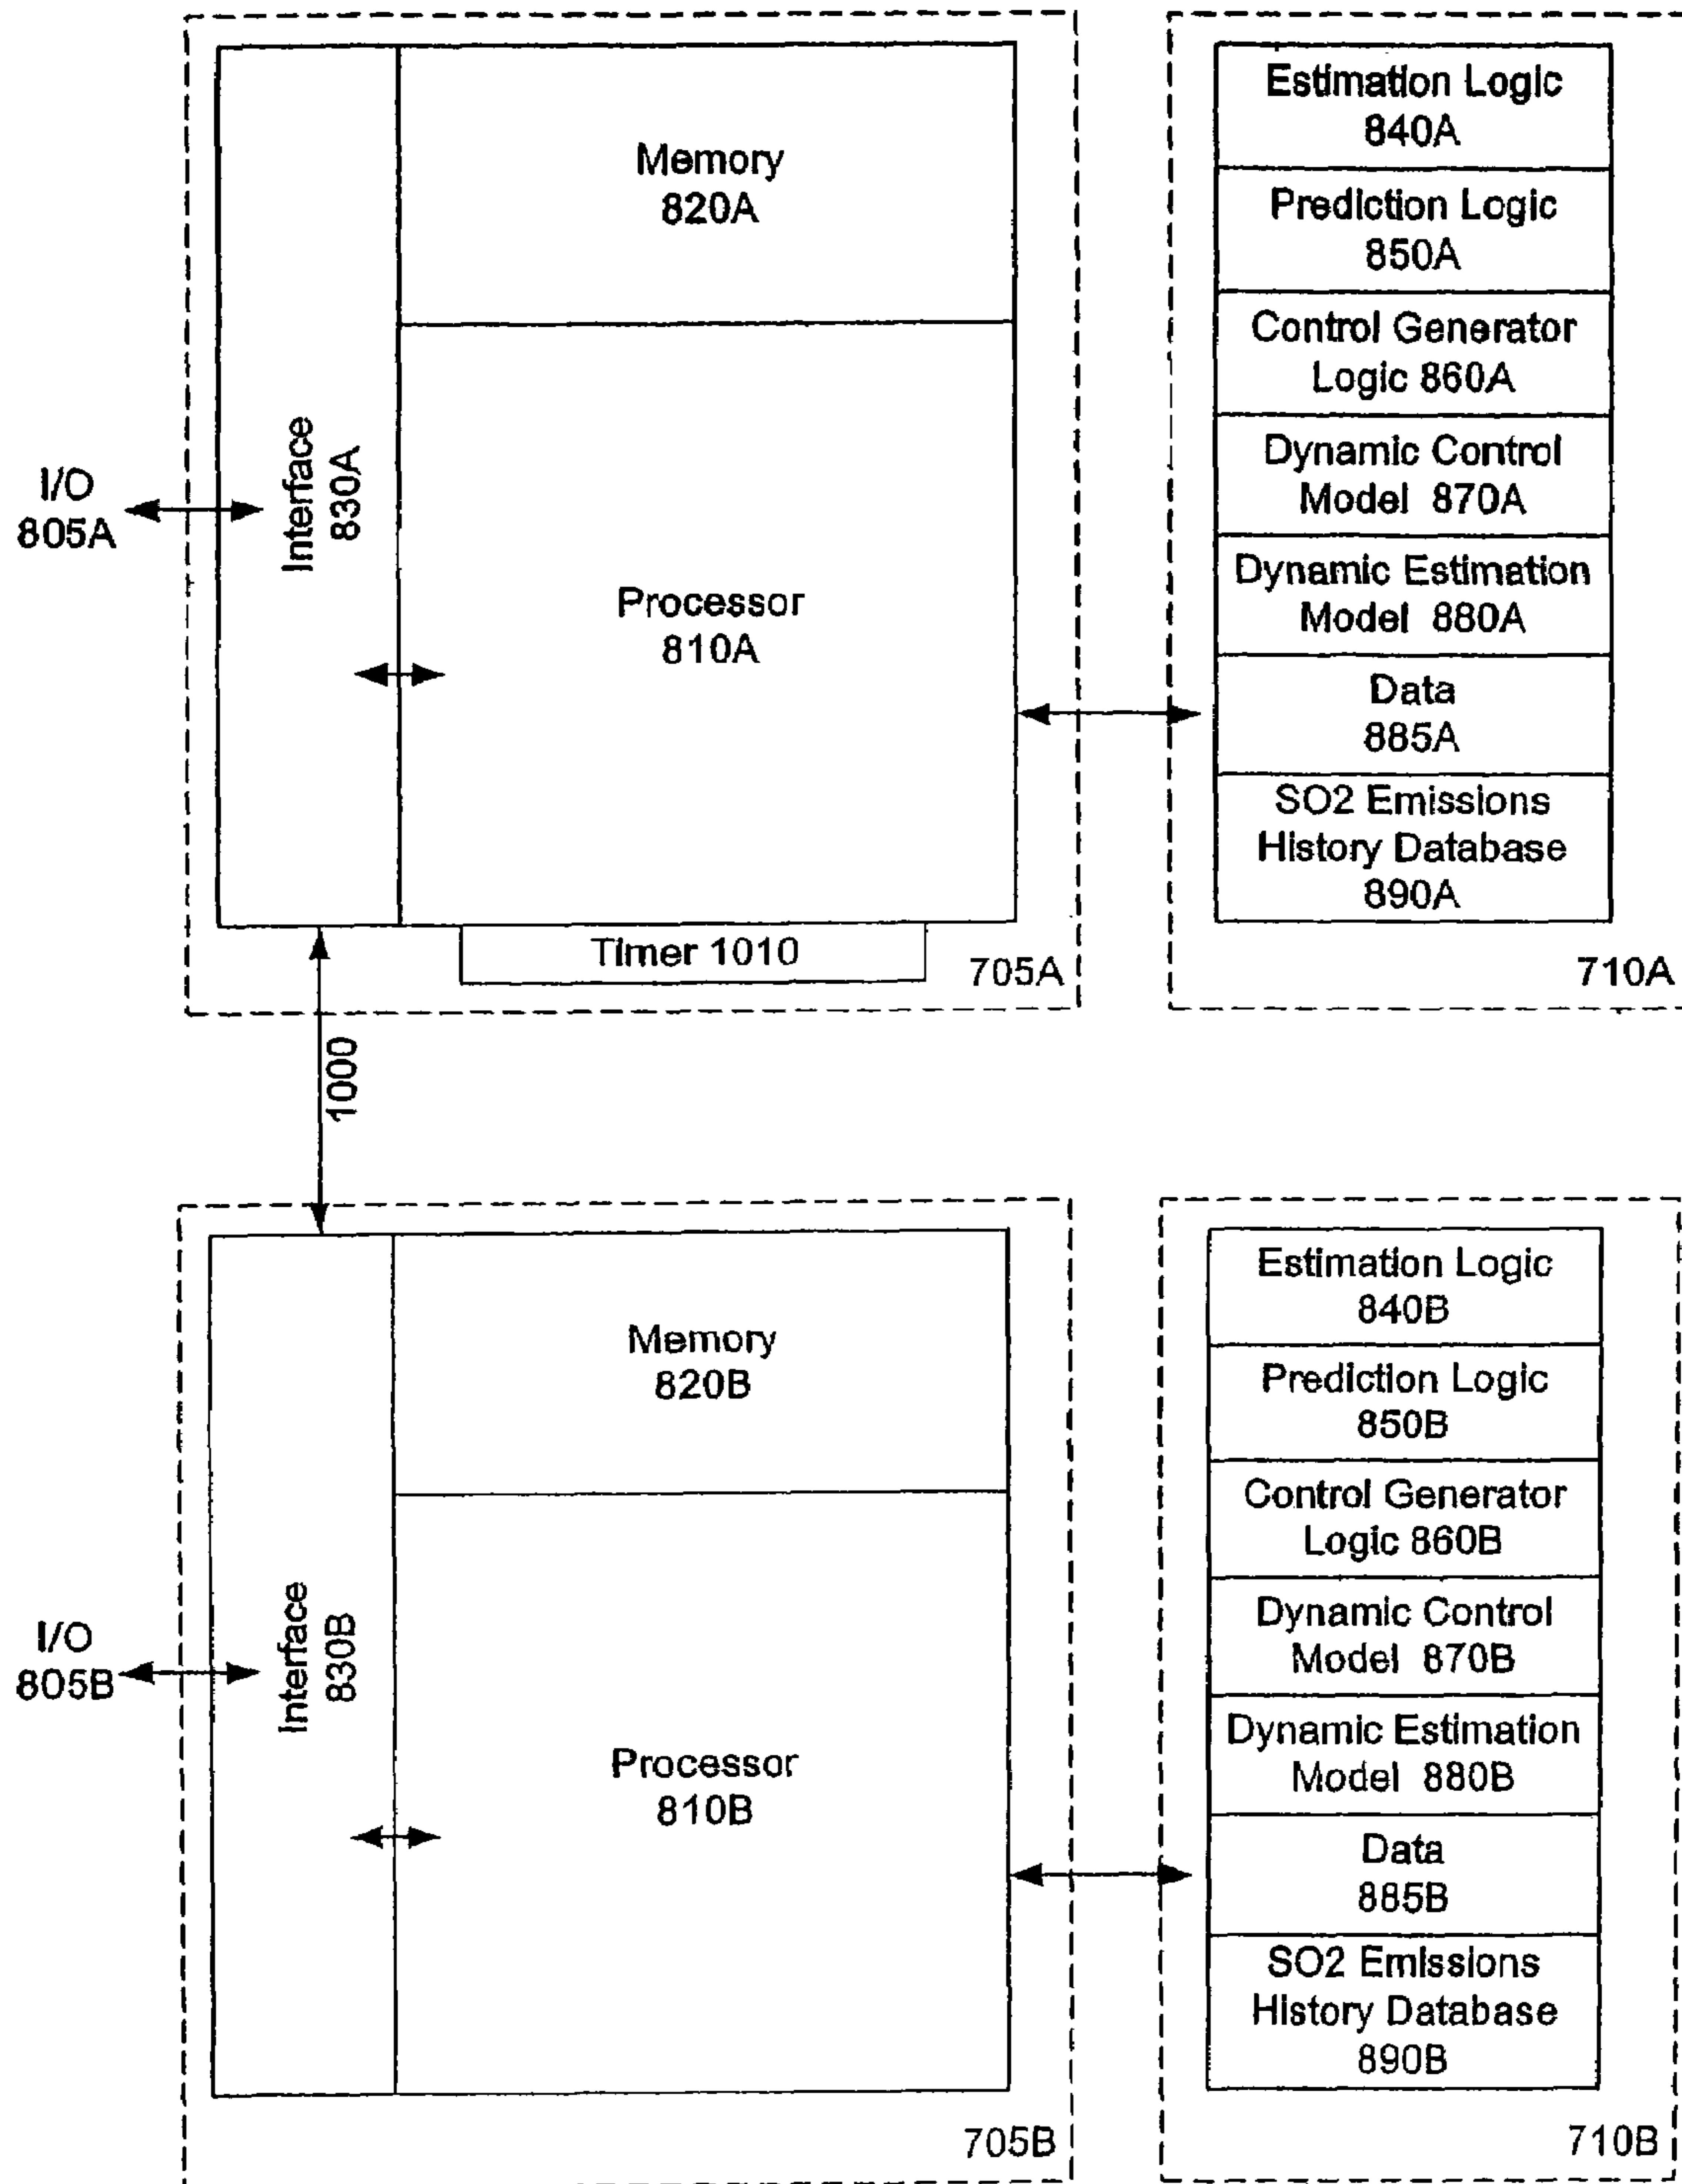 Memory
820A
Interface
830A
I/O
805A
Processor
810A
Timer 1010
705A
Estimation Logic
840A
Prediction Logic
850A
Control Generator
Logic 860A
Dynamic Control
Model 870A
Dynamic Estimation
Model 880A
Data
885A
SO2 Emissions
History Database
890A
710A
1000
Memory
820B
Interface
830B
I/O
805B
Processor
810B
705B
Estimation Logic
840B
Prediction Logic
850B
Control Generator
Logic 860B
Dynamic Control
Model 870B
Dynamic Estimation
Model 880B
Data
885B
SO2 Emissions
History Database
890B
710B